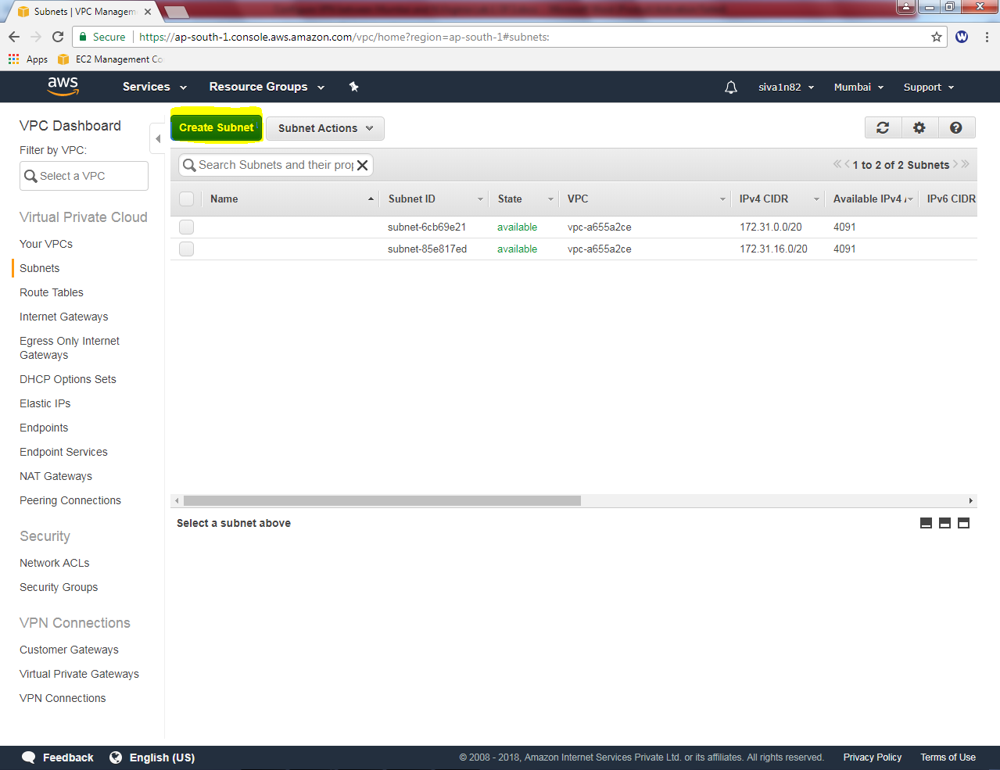 Subnets | VPC Managem
Secure
https://ap-south-1.console.aws.amazon.com/vpc/home?region=ap-south-1#subnets:
W
Apps
EC2 Management Co
aws
Services
Resource Groups
siva1n82
Mumbai
Support
VPC Dashboard
Filter by VPC:
Select a VPC
Virtual Private Cloud
Your VPCs
Subnets
Route Tables
Internet Gateways
Egress Only Internet
Gateways
DHCP Options Sets
Elastic IPs
Endpoints
Endpoint Services
NAT Gateways
Peering Connections
Security
Network ACLs
Security Groups
VPN Connections
Customer Gateways
Virtual Private Gateways
VPN Connections
Create Subnet
Subnet Actions
Search Subnets and their prop
1 to 2 of 2 Subnets
Name Subnet ID State VPC IPv4 CIDR Available IPv4 A IPv6 CIDR
subnet-6cb69e21 available vpc-a655a2ce 172.31.0.0/20 4091
subnet-85e817ed available vpc-a655a2ce 172.31.16.0/20 4091
Select a subnet above
Feedback
English (US)
© 2008 - 2018, Amazon Internet Services Private Ltd. or its affiliates. All rights reserved.
Privacy Policy
Terms of Use